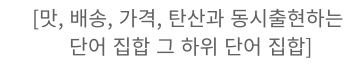 [맛, 배송, 가격, 탄산과 동시출현하는
단어 집합 그 하위 단어 집합]